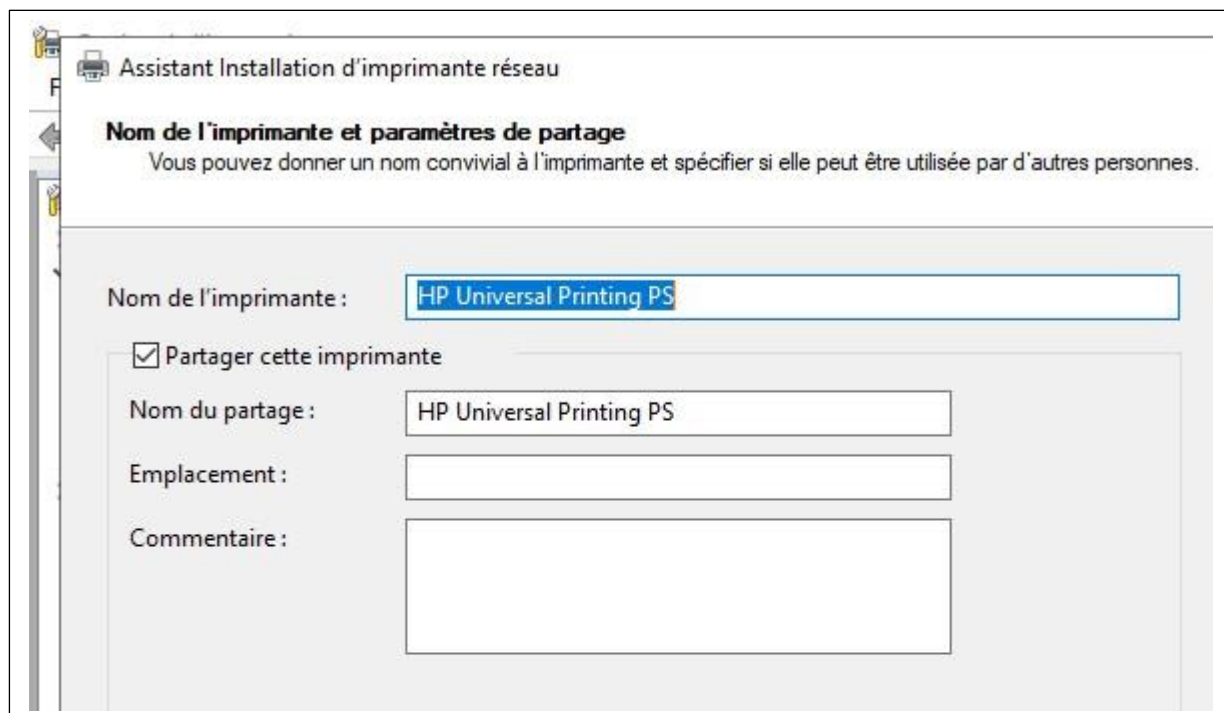 F
Assistant Installation d'imprimante réseau
Nom de l'imprimante et paramètres de partage
Vous pouvez donner un nom convivial à l'imprimante et spécifier si elle peut être utilisée par d'autres personnes.
Nom de l'imprimante :
HP Universal Printing PS
Partager cette imprimante
Nom du partage :
HP Universal Printing PS
Emplacement :
Commentaire :